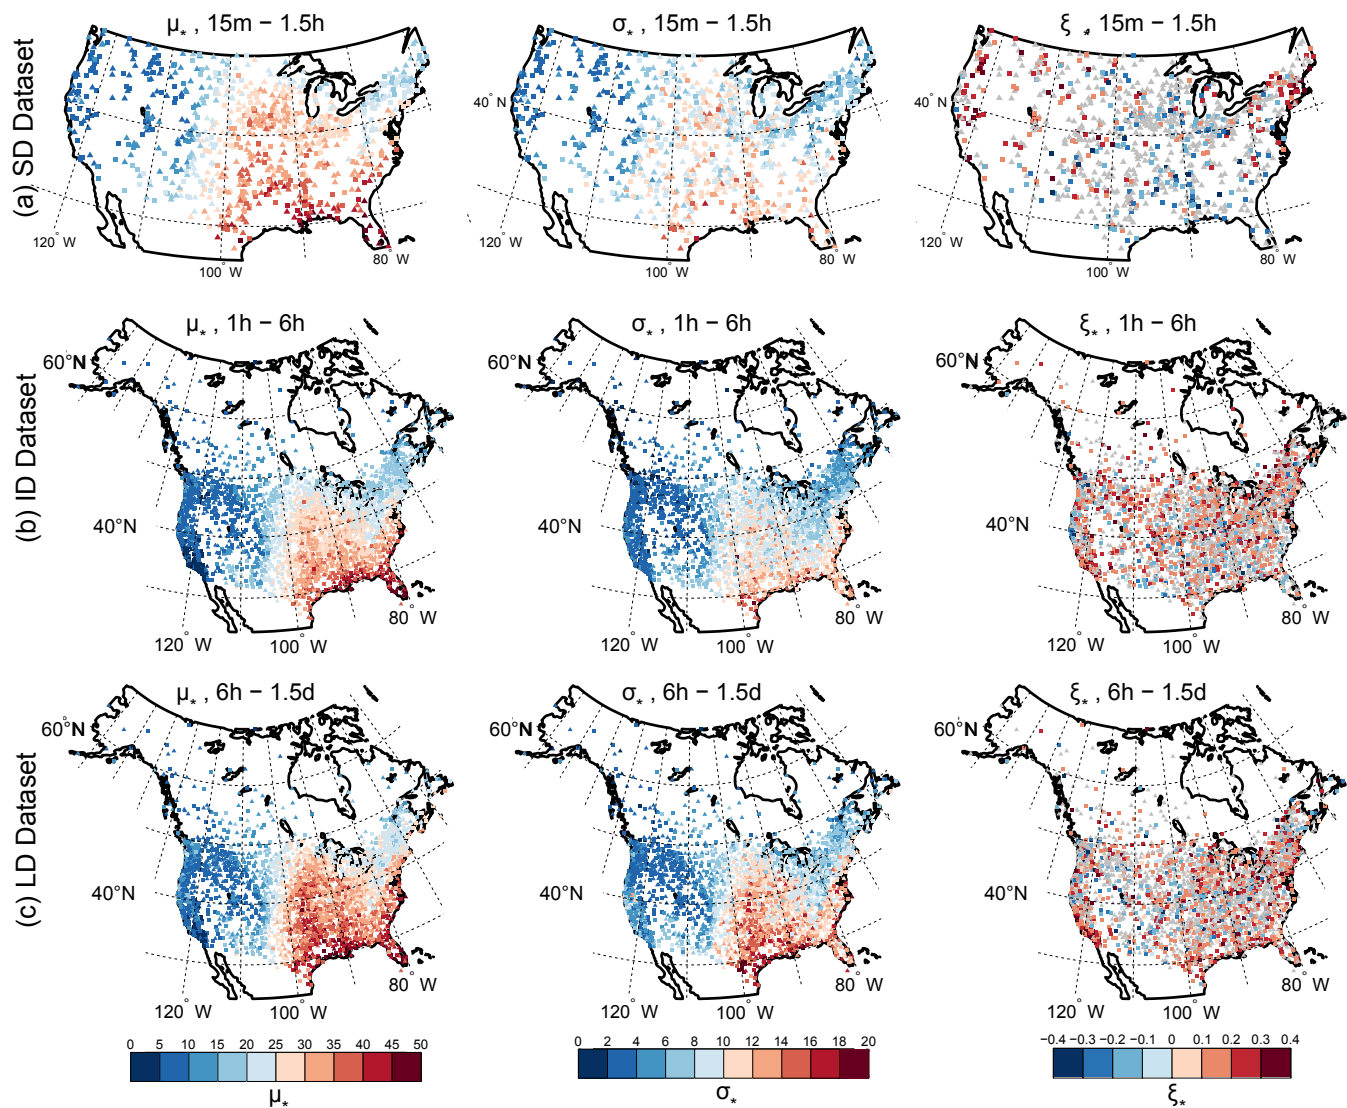 μ* , 15m − 1.5h
σ* , 15m − 1.5h
ξ * , 15m − 1.5h
(a) SD Dataset
40°N
40°N
120°W
100°W
80°W
120°W
100°W
80°W
120°W
100°W
80°W
μ* , 1h − 6h
σ* , 1h − 6h
ξ* , 1h − 6h
(b) ID Dataset
60°N
60°N
60°N
40°N
40°N
40°N
120°W
100°W
80°W
120°W
100°W
80°W
120°W
100°W
80°W
μ* , 6h − 1.5d
σ* , 6h − 1.5d
ξ* , 6h − 1.5d
(c) LD Dataset
60°N
60°N
60°N
40°N
40°N
40°N
120°W
100°W
80°W
120°W
100°W
80°W
120°W
100°W
80°W
0 5 10 15 20 25 30 35 40 45 50
μ*
0 2 4 6 8 10 12 14 16 18 20
σ*
−0.4 −0.3 −0.2 −0.1 0 0.1 0.2 0.3 0.4
ξ*